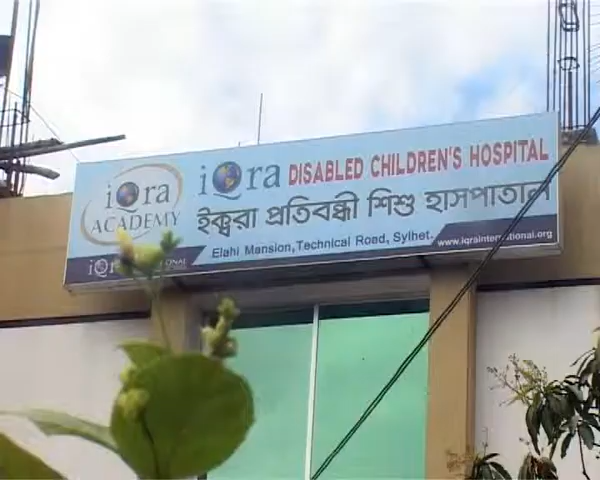 iQra DISABLED CHILDREN'S HOSPITAL
iQra
ACADEMY
ইক্বরা প্রতিবন্ধী শিশু হাসপাতাল
Elahi Mansion, Technical Road, Sylhet.
www.iqrainternational.org
iQr